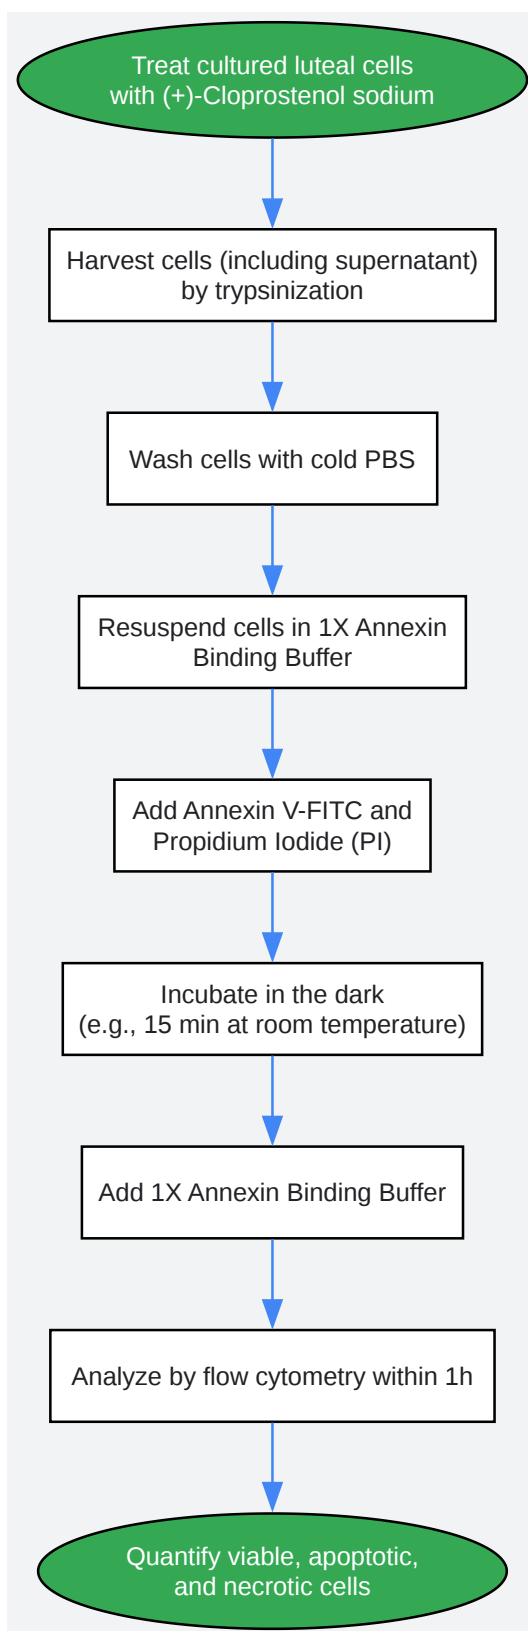 Treat cultured luteal cells
with (+)-Cloprostenol sodium
Harvest cells (including supernatant)
by trypsinization
Wash cells with cold PBS
Resuspend cells in 1X Annexin
Binding Buffer
Add Annexin V-FITC and
Propidium Iodide (PI)
Incubate in the dark
(e.g., 15 min at room temperature)
Add 1X Annexin Binding Buffer
Analyze by flow cytometry within 1h
Quantify viable, apoptotic,
and necrotic cells